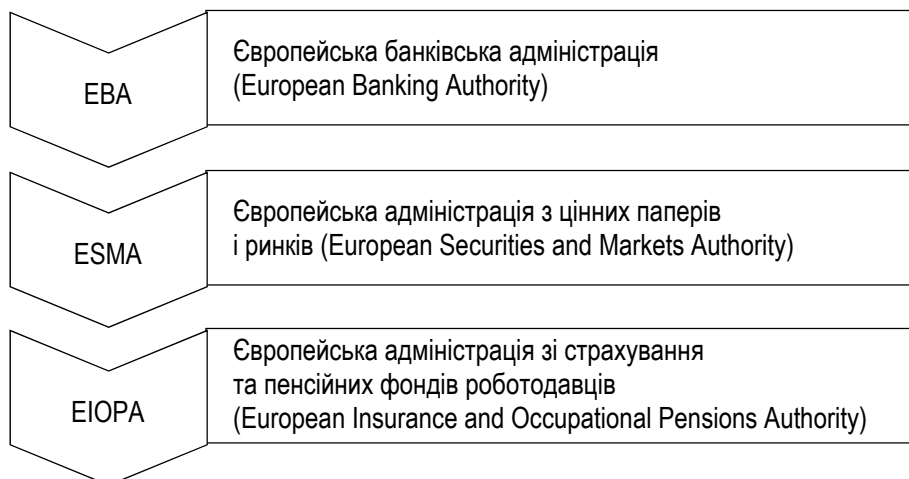 EBA
Європейська банківська адміністрація
(European Banking Authority)
ESMA
Європейська адміністрація з цінних паперів
і ринків (European Securities and Markets Authority)
EIOPA
Європейська адміністрація зі страхування
та пенсійних фондів роботодавців
(European Insurance and Occupational Pensions Authority)